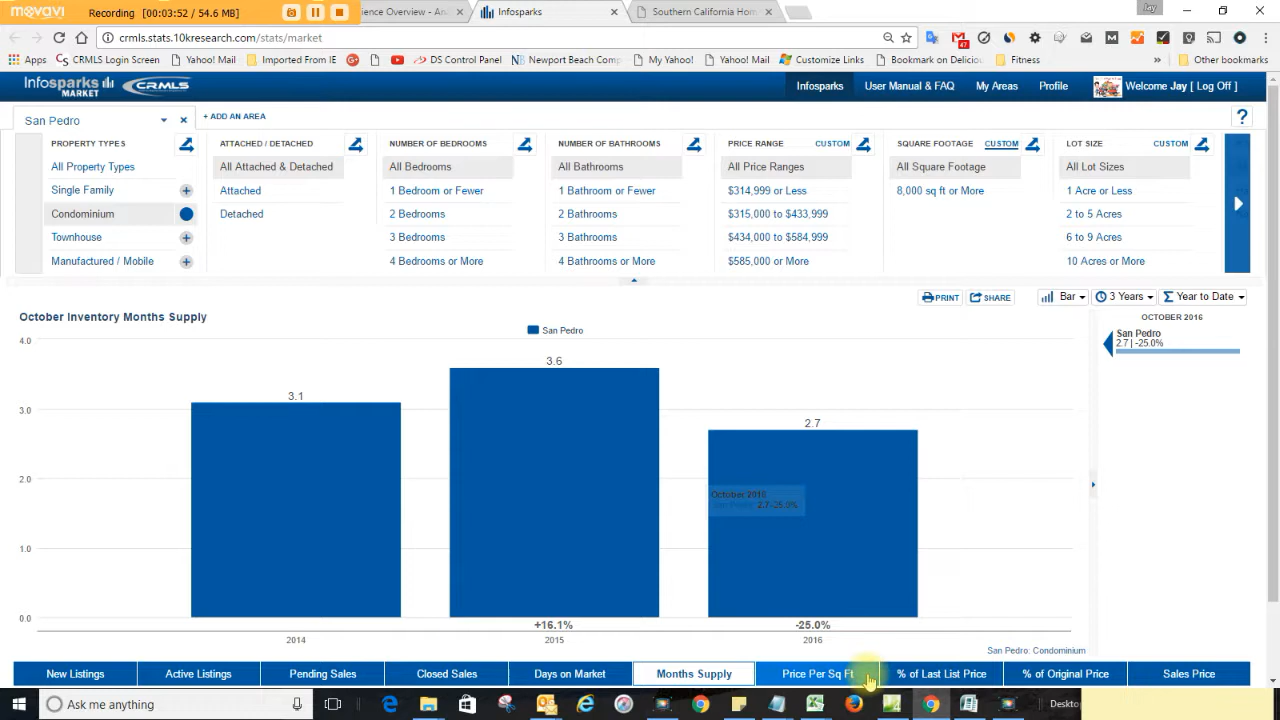 movavi
Recording (00:03:52 / 54.6 MB)
ience Overview - A
Infosparks
Southern California Hom
Jay
crmls.stats.10kresearch.com/stats/market
47
Apps
CRMLS Login Screen
Yahoo! Mail
Imported From IE
DS Control Panel
Newport Beach Comp
My Yahoo!
Yahoo! Mail
Customize Links
Bookmark on Delicio
Fitness
Other bookmarks
Infosparks
MARKET
CRMLS
Infosparks
User Manual & FAQ
My Areas
Profile
Welcome Jay [ Log Off ]
San Pedro
+ ADD AN AREA
?
PROPERTY TYPES
ATTACHED / DETACHED
NUMBER OF BEDROOMS
NUMBER OF BATHROOMS
PRICE RANGE
CUSTOM
SQUARE FOOTAGE
CUSTOM
LOT SIZE
CUSTOM
All Property Types
All Attached & Detached
All Bedrooms
All Bathrooms
All Price Ranges
All Square Footage
All Lot Sizes
Single Family
Attached
1 Bedroom or Fewer
1 Bathroom or Fewer
$314,999 or Less
8,000 sq ft or More
1 Acre or Less
Condominium
Detached
2 Bedrooms
2 Bathrooms
$315,000 to $433,999
2 to 5 Acres
Townhouse
3 Bedrooms
3 Bathrooms
$434,000 to $584,999
6 to 9 Acres
Manufactured / Mobile
4 Bedrooms or More
4 Bathrooms or More
$585,000 or More
10 Acres or More
PRINT
SHARE
Bar
3 Years
Year to Date
October Inventory Months Supply
San Pedro
OCTOBER 2016
San Pedro
2.7 | -25.0%
4.0
3.0
2.0
1.0
0.0
3.1
3.6
2.7
October 2016
San Pedro: 2.7 -25.0%
+16.1%
-25.0%
2014
2015
2016
San Pedro: Condominium
New Listings
Active Listings
Pending Sales
Closed Sales
Days on Market
Months Supply
Price Per Sq Ft
% of Last List Price
% of Original Price
Sales Price
Ask me anything
Desktop